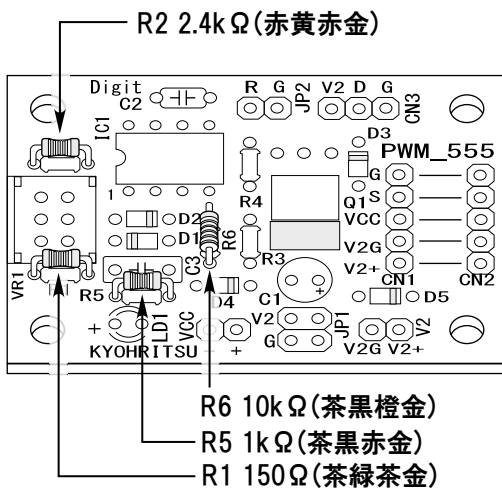 R2 2.4kΩ(赤黄赤金)
Digit
C2
R G
JP2
V2 D G
CN3
IC1
D3
PWM_555
G
S
VCC
V2G
V2+
1
R4
Q1
D2
D1
R6
R3
C3
CN1
CN2
VR1
R5
D4
C1
+
D5
+
LD1
VCC
- +
V2
G
JP1
V2
V2G V2+
KYOHRITSU
R6 10kΩ(茶黒橙金)
R5 1kΩ(茶黒赤金)
R1 150Ω(茶緑茶金)